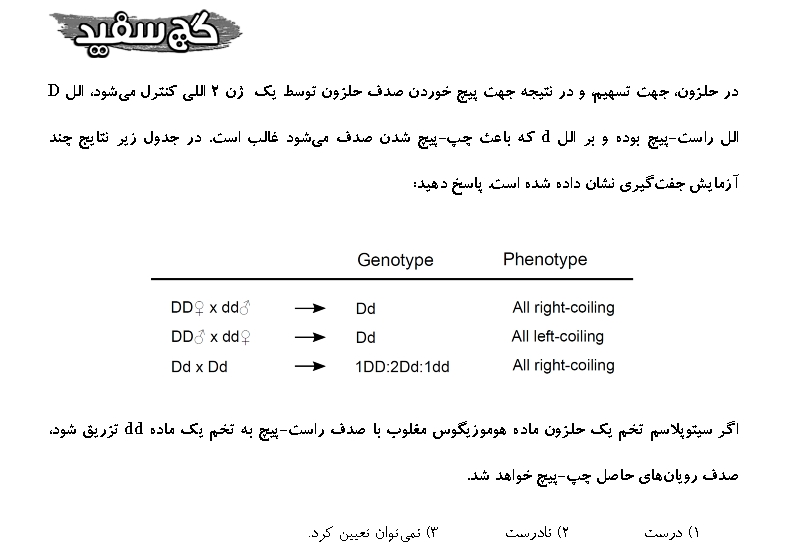 گچ سفید
در حلزون، جهت تسهیم، و در نتیجه جهت پیچ خوردن صدف حلزون توسط یک ژن ۲ اللی کنترل می‌شود، الل D
الل راست-پیچ بوده و بر الل d که باعث چپ-پیچ شدن صدف می‌شود غالب است. در جدول زیر نتایج چند
آزمایش جفت‌گیری نشان داده شده است. پاسخ دهید:
Genotype Phenotype
DD♀ x dd♂ → Dd All right-coiling
DD♂ x dd♀ → Dd All left-coiling
Dd x Dd → 1DD:2Dd:1dd All right-coiling
اگر سیتوپلاسم تخم یک حلزون ماده هوموزیگوس مغلوب با صدف راست-پیچ به تخم یک ماده dd تزریق شود،
صدف رویان‌های حاصل چپ-پیچ خواهد شد.
۱) درست ۲) نادرست ۳) نمی‌توان تعیین کرد.